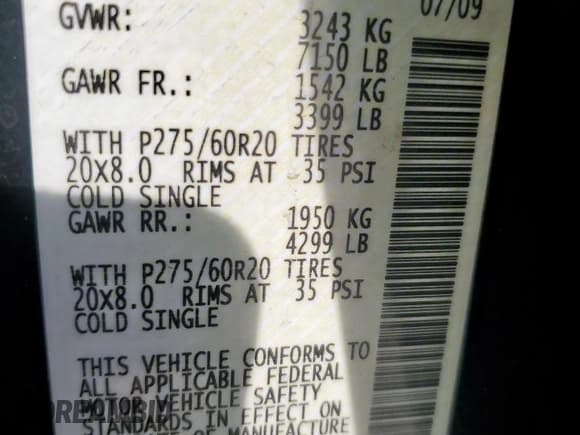 07/09
GVWR: 3243 KG
7150 LB
GAWR FR.: 1542 KG
3399 LB
WITH P275/60R20 TIRES
20X8.0 RIMS AT 35 PSI
COLD SINGLE
GAWR RR.: 1950 KG
4299 LB
WITH P275/60R20 TIRES
20X8.0 RIMS AT 35 PSI
COLD SINGLE
THIS VEHICLE CONFORMS TO
ALL APPLICABLE FEDERAL
MOTOR VEHICLE SAFETY
STANDARDS IN EFFECT ON
OF MANUFACTURE